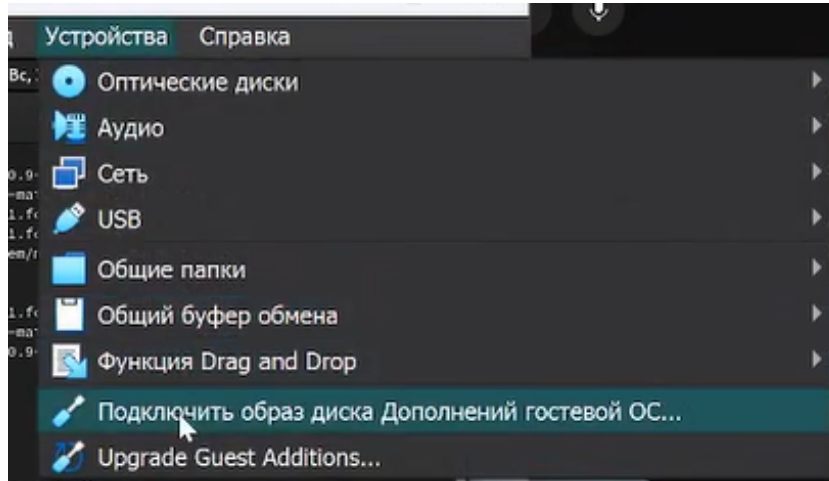 Устройства Справка
Вс,
Оптические диски
Аудио
Сеть
USB
Общие папки
Общий буфер обмена
Функция Drag and Drop
Подключить образ диска Дополнений гостевой ОС...
Upgrade Guest Additions...